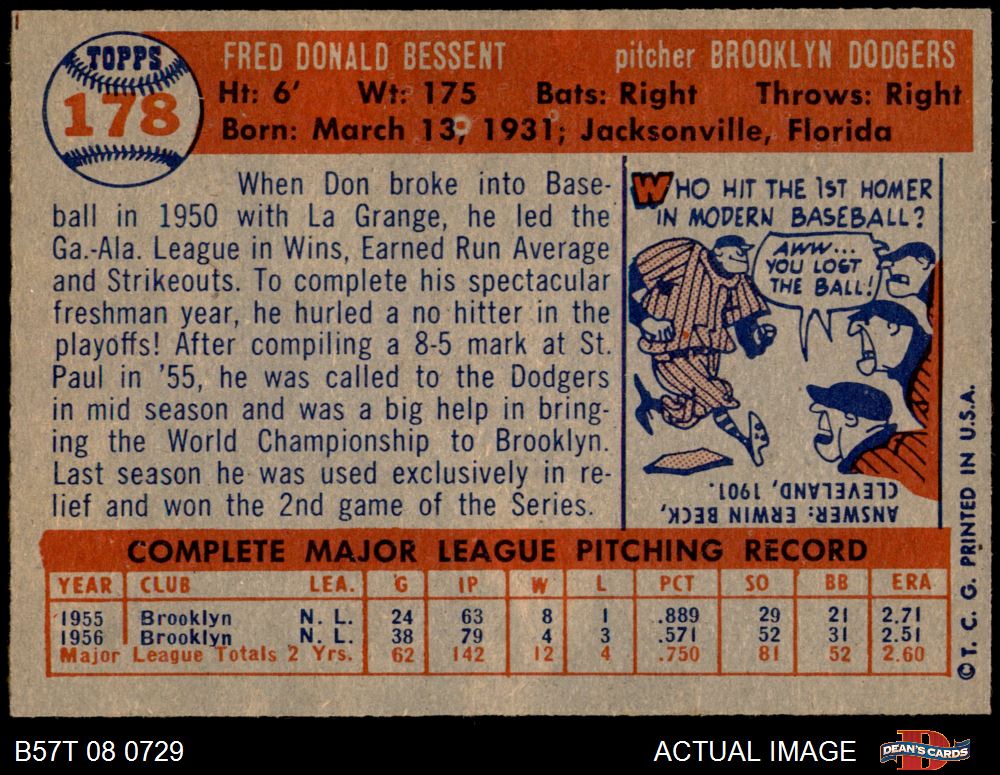 TOPPS
178
FRED DONALD BESSENT
pitcher BROOKLYN DODGERS
Ht: 6' Wt: 175 Bats: Right Throws: Right
Born: March 13, 1931; Jacksonville, Florida
When Don broke into Base-
ball in 1950 with La Grange, he led the
Ga.-Ala. League in Wins, Earned Run Average
and Strikeouts. To complete his spectacular
freshman year, he hurled a no hitter in the
playoffs! After compiling a 8-5 mark at St.
Paul in '55, he was called to the Dodgers
in mid season and was a big help in bring-
ing the World Championship to Brooklyn.
Last season he was used exclusively in re-
lief and won the 2nd game of the Series.
WHO HIT THE 1ST HOMER
IN MODERN BASEBALL?
AWW...
YOU LOST
THE BALL!
ANSWER: ERWIN BECK,
CLEVELAND, 1901.
COMPLETE MAJOR LEAGUE PITCHING RECORD
YEAR CLUB LEA. G IP W L PCT SO BB ERA
1955 Brooklyn N. L. 24 63 8 1 .889 29 21 2.71
1956 Brooklyn N. L. 38 79 4 3 .571 52 31 2.51
Major League Totals 2 Yrs. 62 142 12 4 .750 81 52 2.60
© T. C. G. PRINTED IN U.S.A.
B57T 08 0729
ACTUAL IMAGE
DEAN'S CARDS